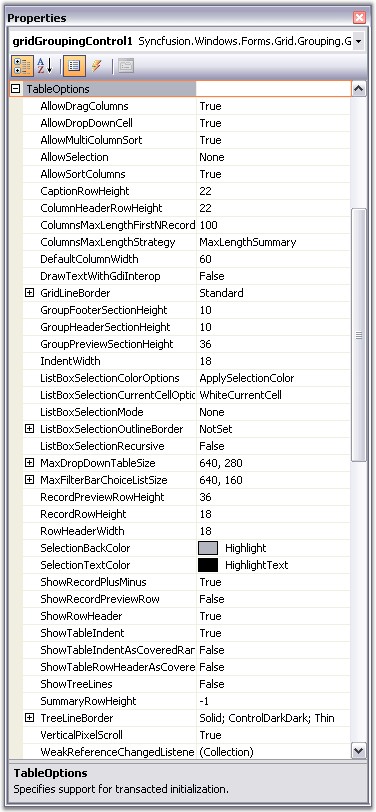 Properties
gridGroupingControl1 Syncfusion.Windows.Forms.Grid.Grouping.G
TableOptions
AllowDragColumns True
AllowDropDownCell True
AllowMultiColumnSort True
AllowSelection None
AllowSortColumns True
CaptionRowHeight 22
ColumnHeaderRowHeight 22
ColumnsMaxLengthFirstNRecord 100
ColumnsMaxLengthStrategy MaxLengthSummary
DefaultColumnWidth 60
DrawTextWithGdiInterop False
GridLineBorder Standard
GroupFooterSectionHeight 10
GroupHeaderSectionHeight 10
GroupPreviewSectionHeight 36
IndentWidth 18
ListBoxSelectionColorOptions ApplySelectionColor
ListBoxSelectionCurrentCellOptio WhiteCurrentCell
ListBoxSelectionMode None
ListBoxSelectionOutlineBorder NotSet
ListBoxSelectionRecursive False
MaxDropDownTableSize 640, 280
MaxFilterBarChoiceListSize 640, 160
RecordPreviewRowHeight 36
RecordRowHeight 18
RowHeaderWidth 18
SelectionBackColor Highlight
SelectionTextColor HighlightText
ShowRecordPlusMinus True
ShowRecordPreviewRow False
ShowRowHeader True
ShowTableIndent True
ShowTableIndentAsCoveredRan False
ShowTableRowHeaderAsCovere False
ShowTreeLines False
SummaryRowHeight -1
TreeLineBorder Solid; ControlDarkDark; Thin
VerticalPixelScroll True
WeakReferenceChangedListene (Collection)
TableOptions
Specifies support for transacted initialization.